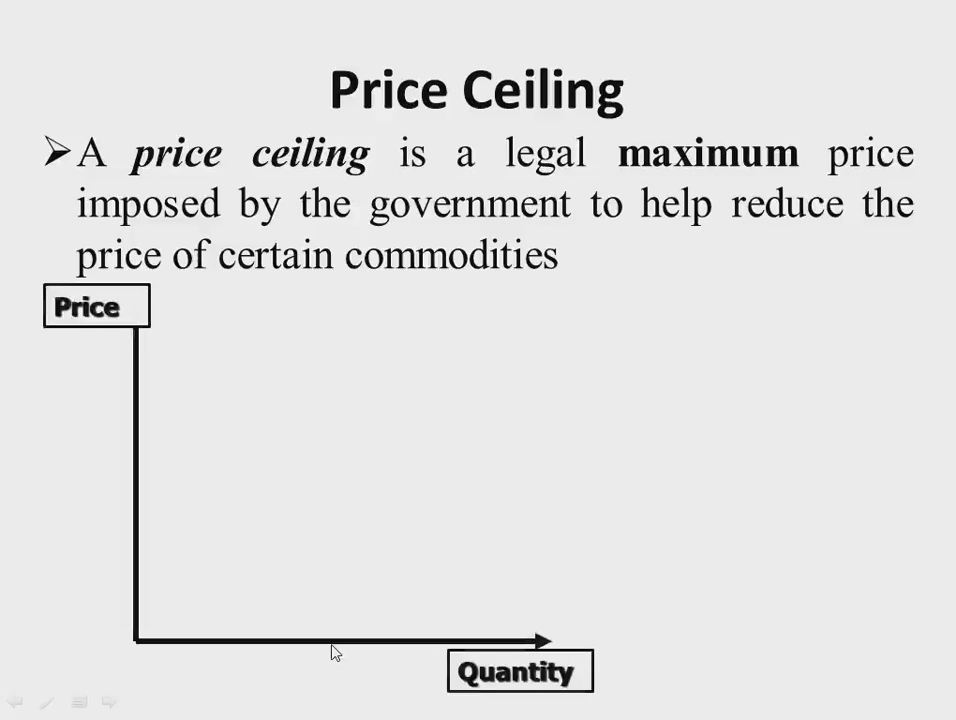 Price Ceiling
A price ceiling is a legal maximum price
imposed by the government to help reduce the
price of certain commodities
Price
Quantity